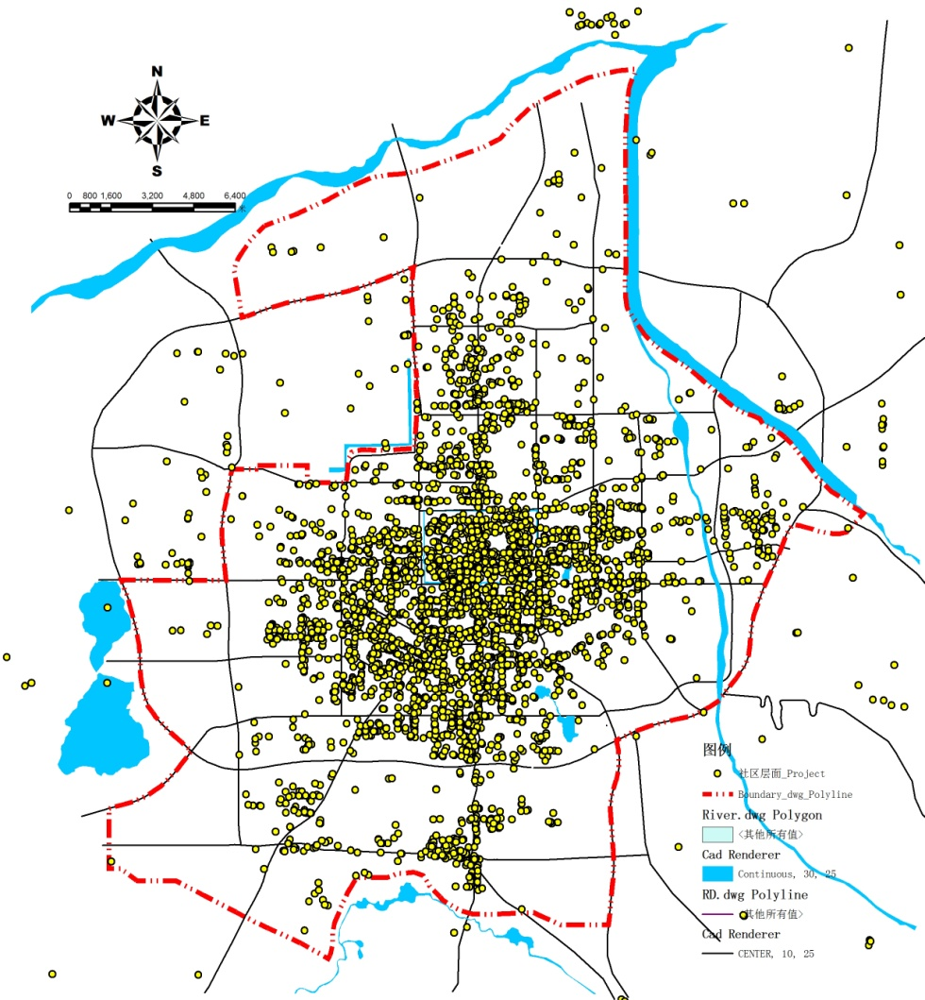 N
W E
S
0 800 1,600 3,200 4,800 6,400
米
图例
社区层面_Project
Boundary_dwg_Polyline
River.dwg Polygon
<其他所有值>
Cad Renderer
Continuous, 30, 25
RD.dwg Polyline
其他所有值>
Cad Renderer
CENTER, 10, 25